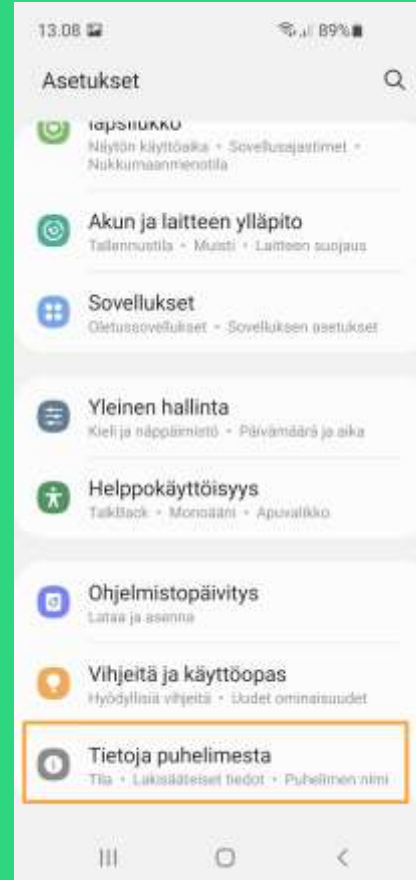 13.08 89%
Asetukset
lapsilukko
Näytön käyttöaika • Sovellusajastimet •
Nukkumaanmenotila
Akun ja laitteen ylläpito
Tallennustila • Muisti • Laitteen suojaus
Sovellukset
Oletussovellukset • Sovelluksen asetukset
Yleinen hallinta
Kieli ja näppäimistö • Päivämäärä ja aika
Helppokäyttöisyys
TalkBack • Monoääni • Apuvalikko
Ohjelmistopäivitys
Lataa ja asenna
Vihjeitä ja käyttöopas
Hyödyllisiä vihjeitä • Uudet ominaisuudet
Tietoja puhelimesta
Tila • Lakisääteiset tiedot • Puhelimen nimi